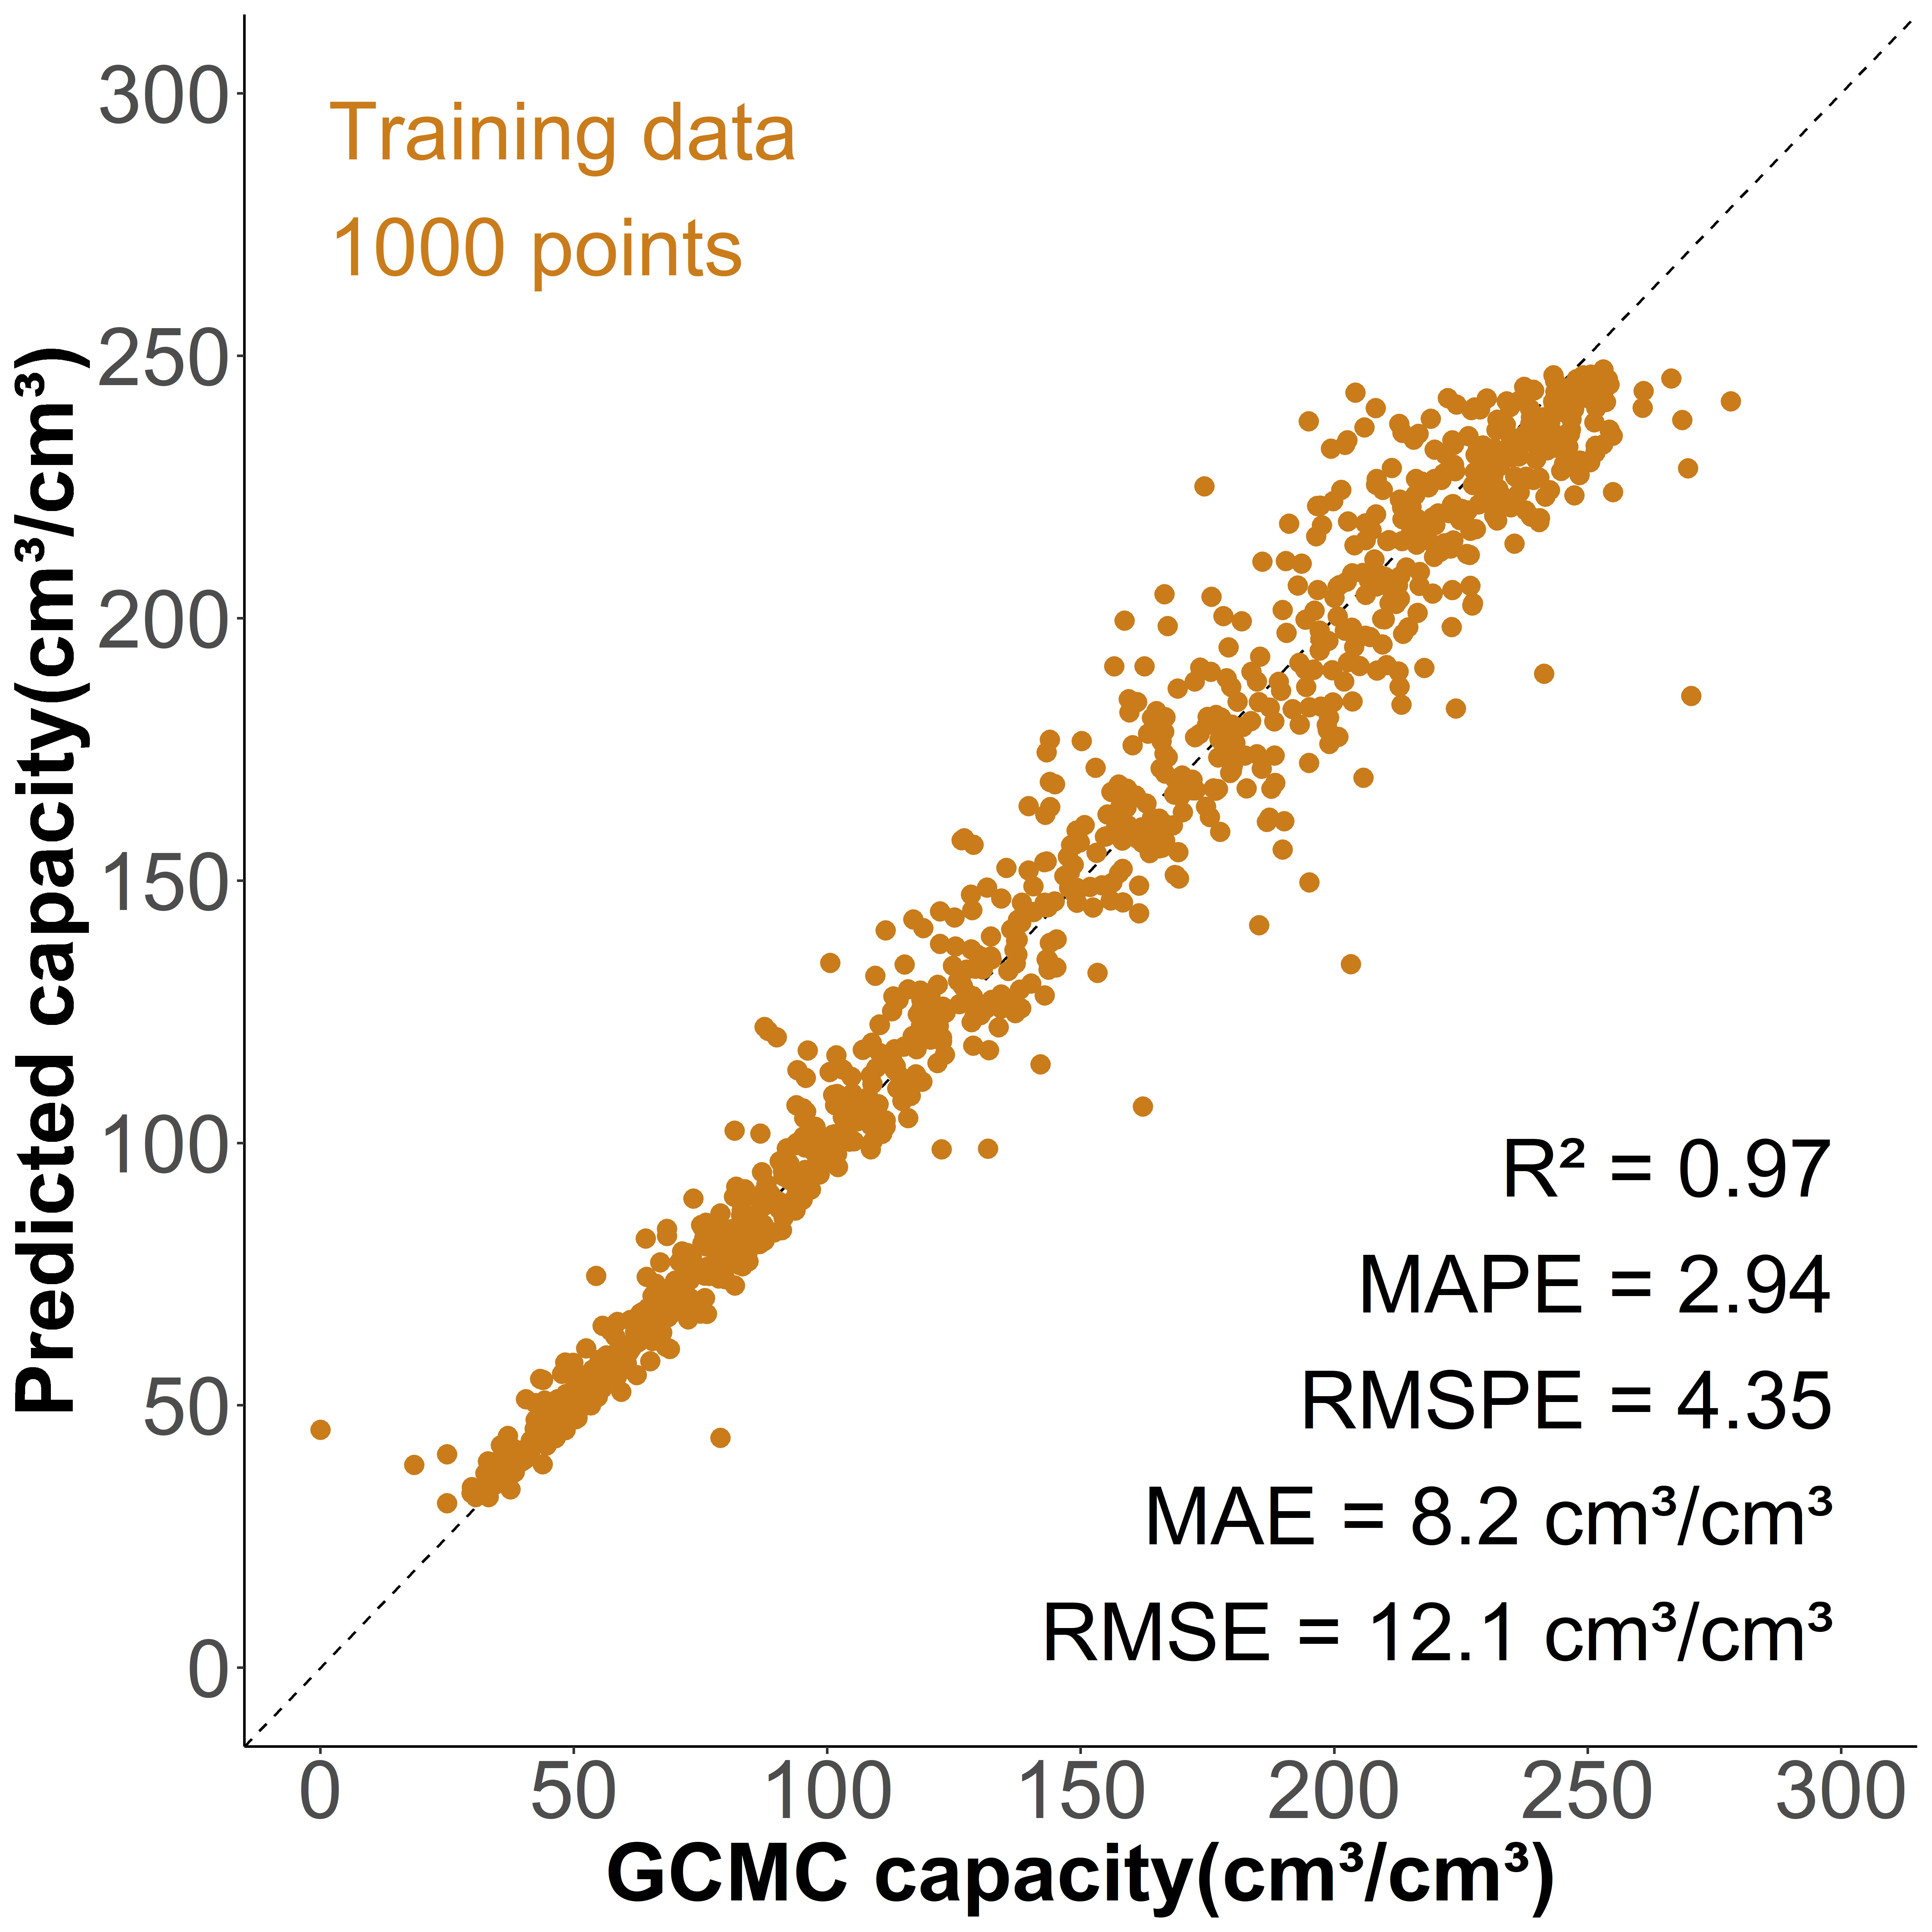 Training data
1000 points
300
250
200
150
100
50
0
Predicted capacity(cm³/cm³)
R² = 0.97
MAPE = 2.94
RMSPE = 4.35
MAE = 8.2 cm³/cm³
RMSE = 12.1 cm³/cm³
0 50 100 150 200 250 300
GCMC capacity(cm³/cm³)